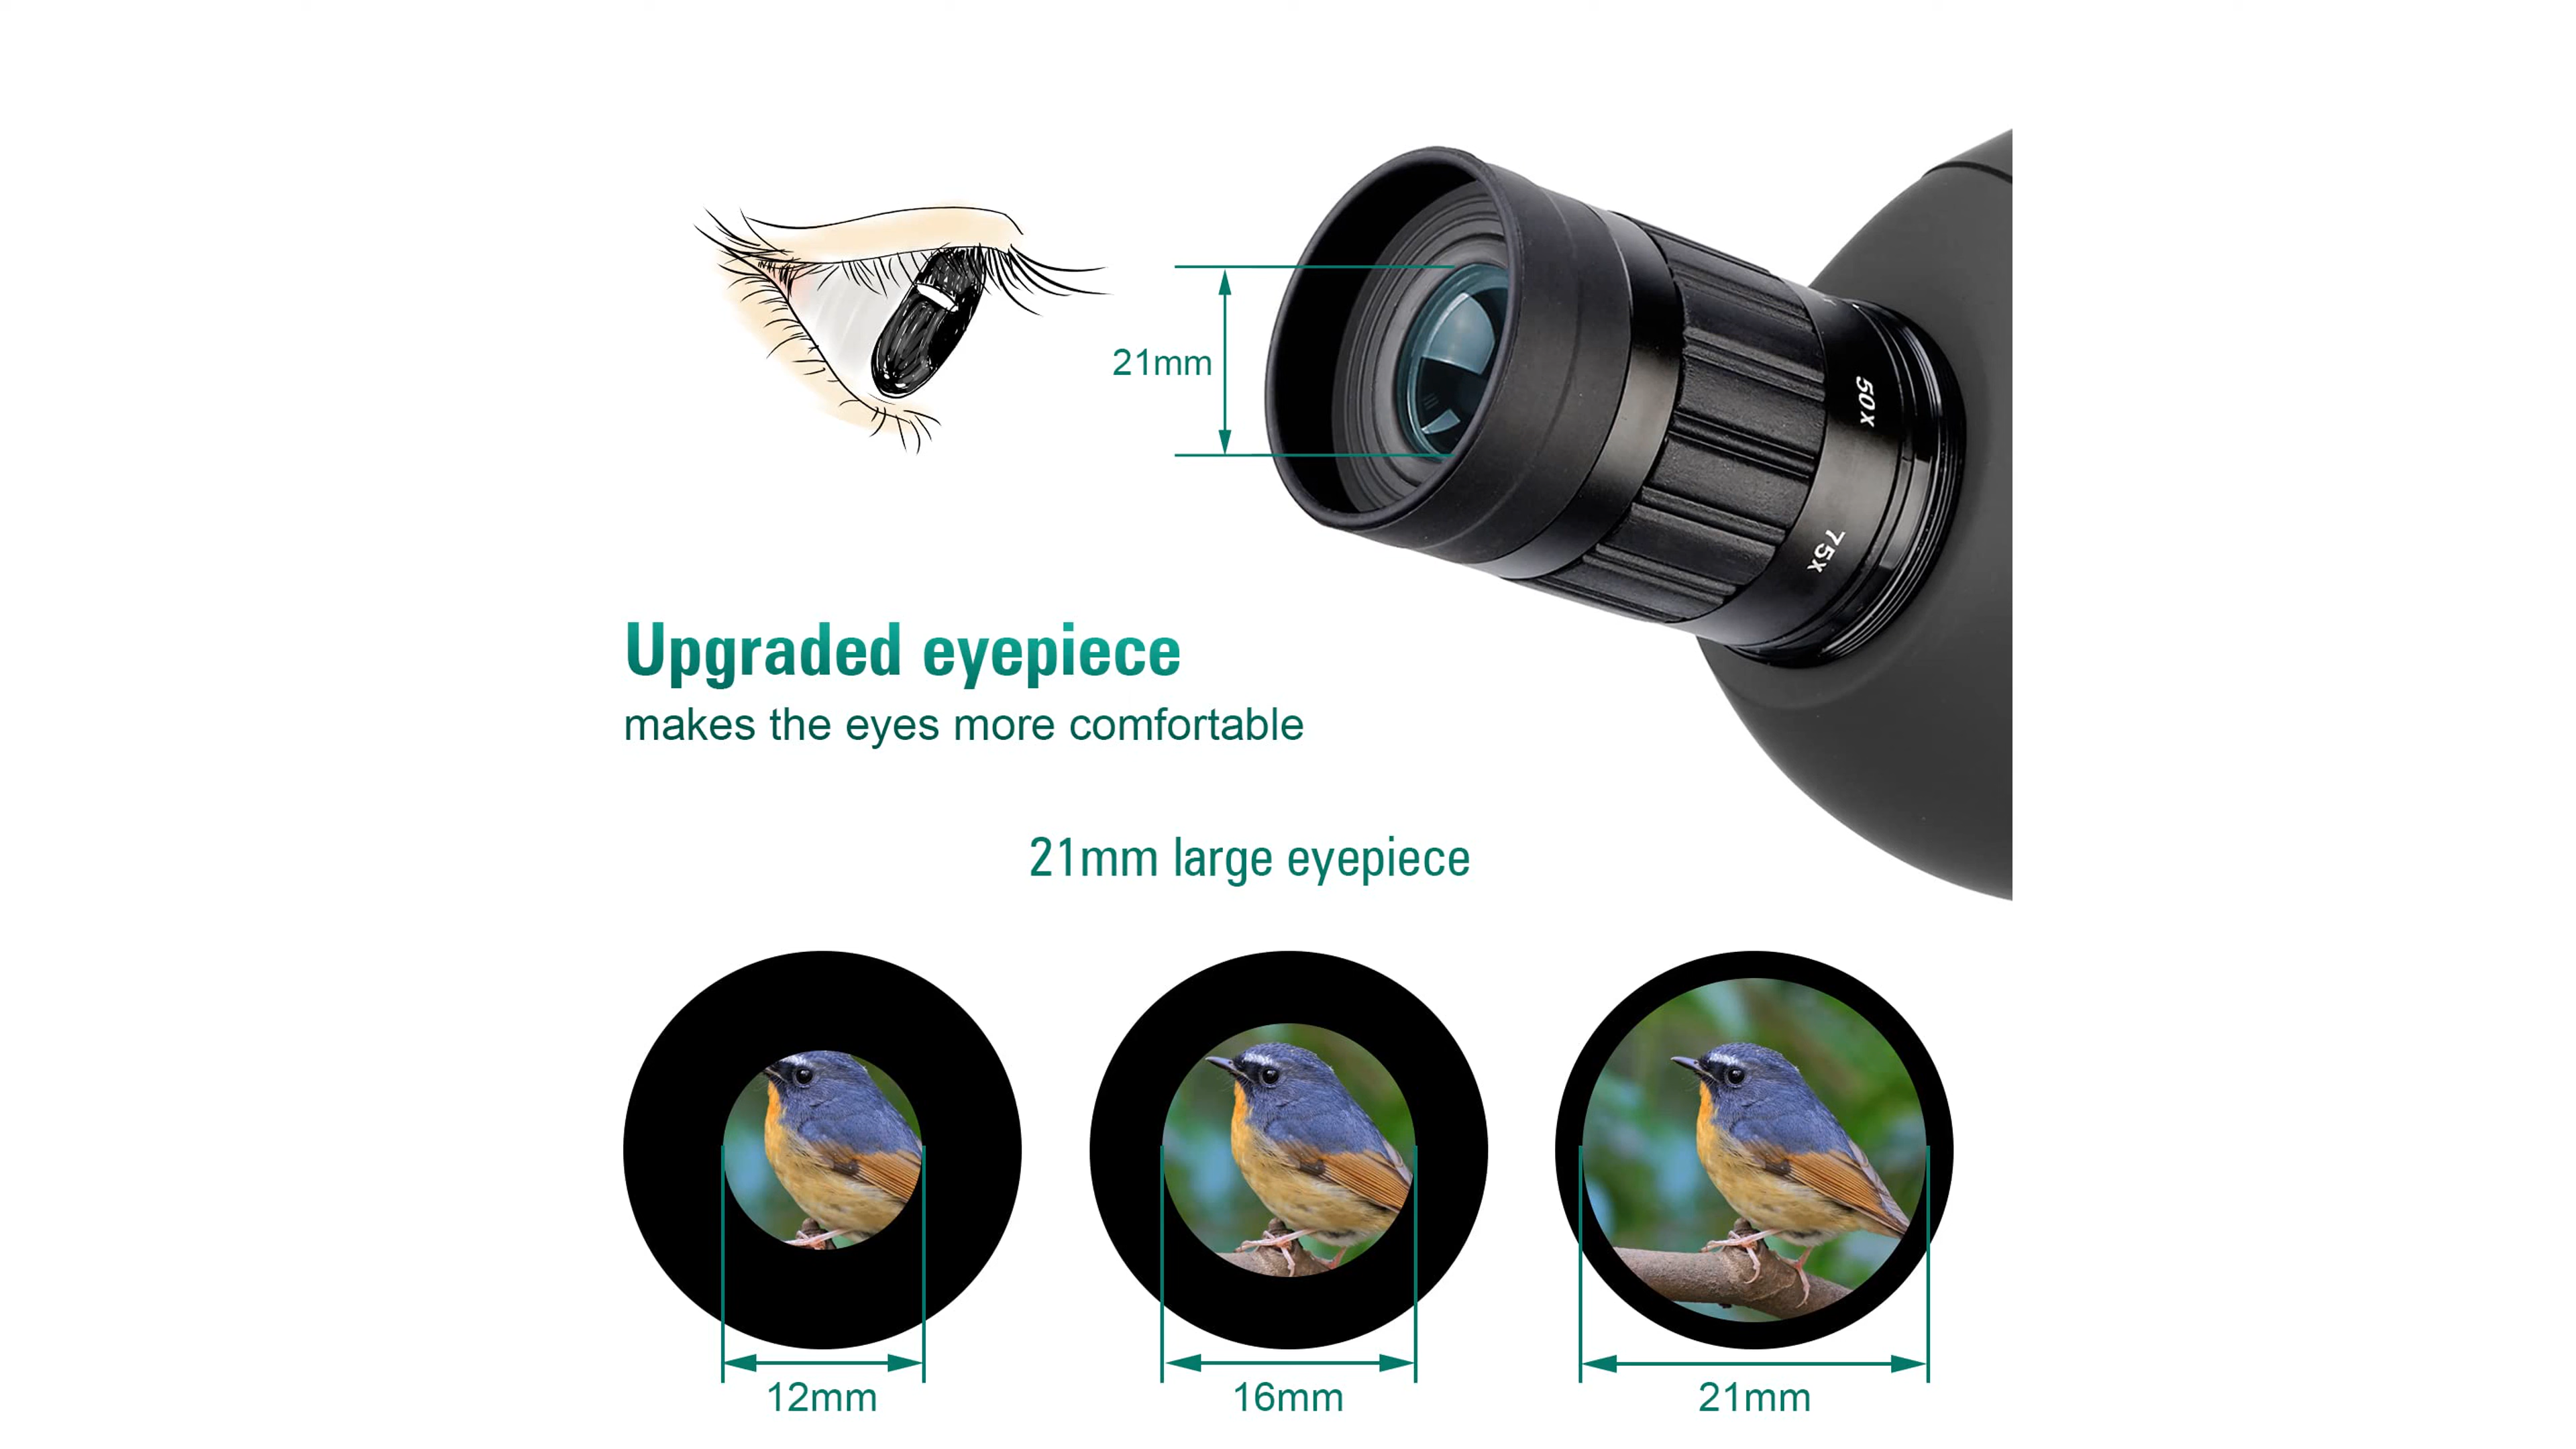 21mm
50X
75X
Upgraded eyepiece
makes the eyes more comfortable
21mm large eyepiece
12mm
16mm
21mm